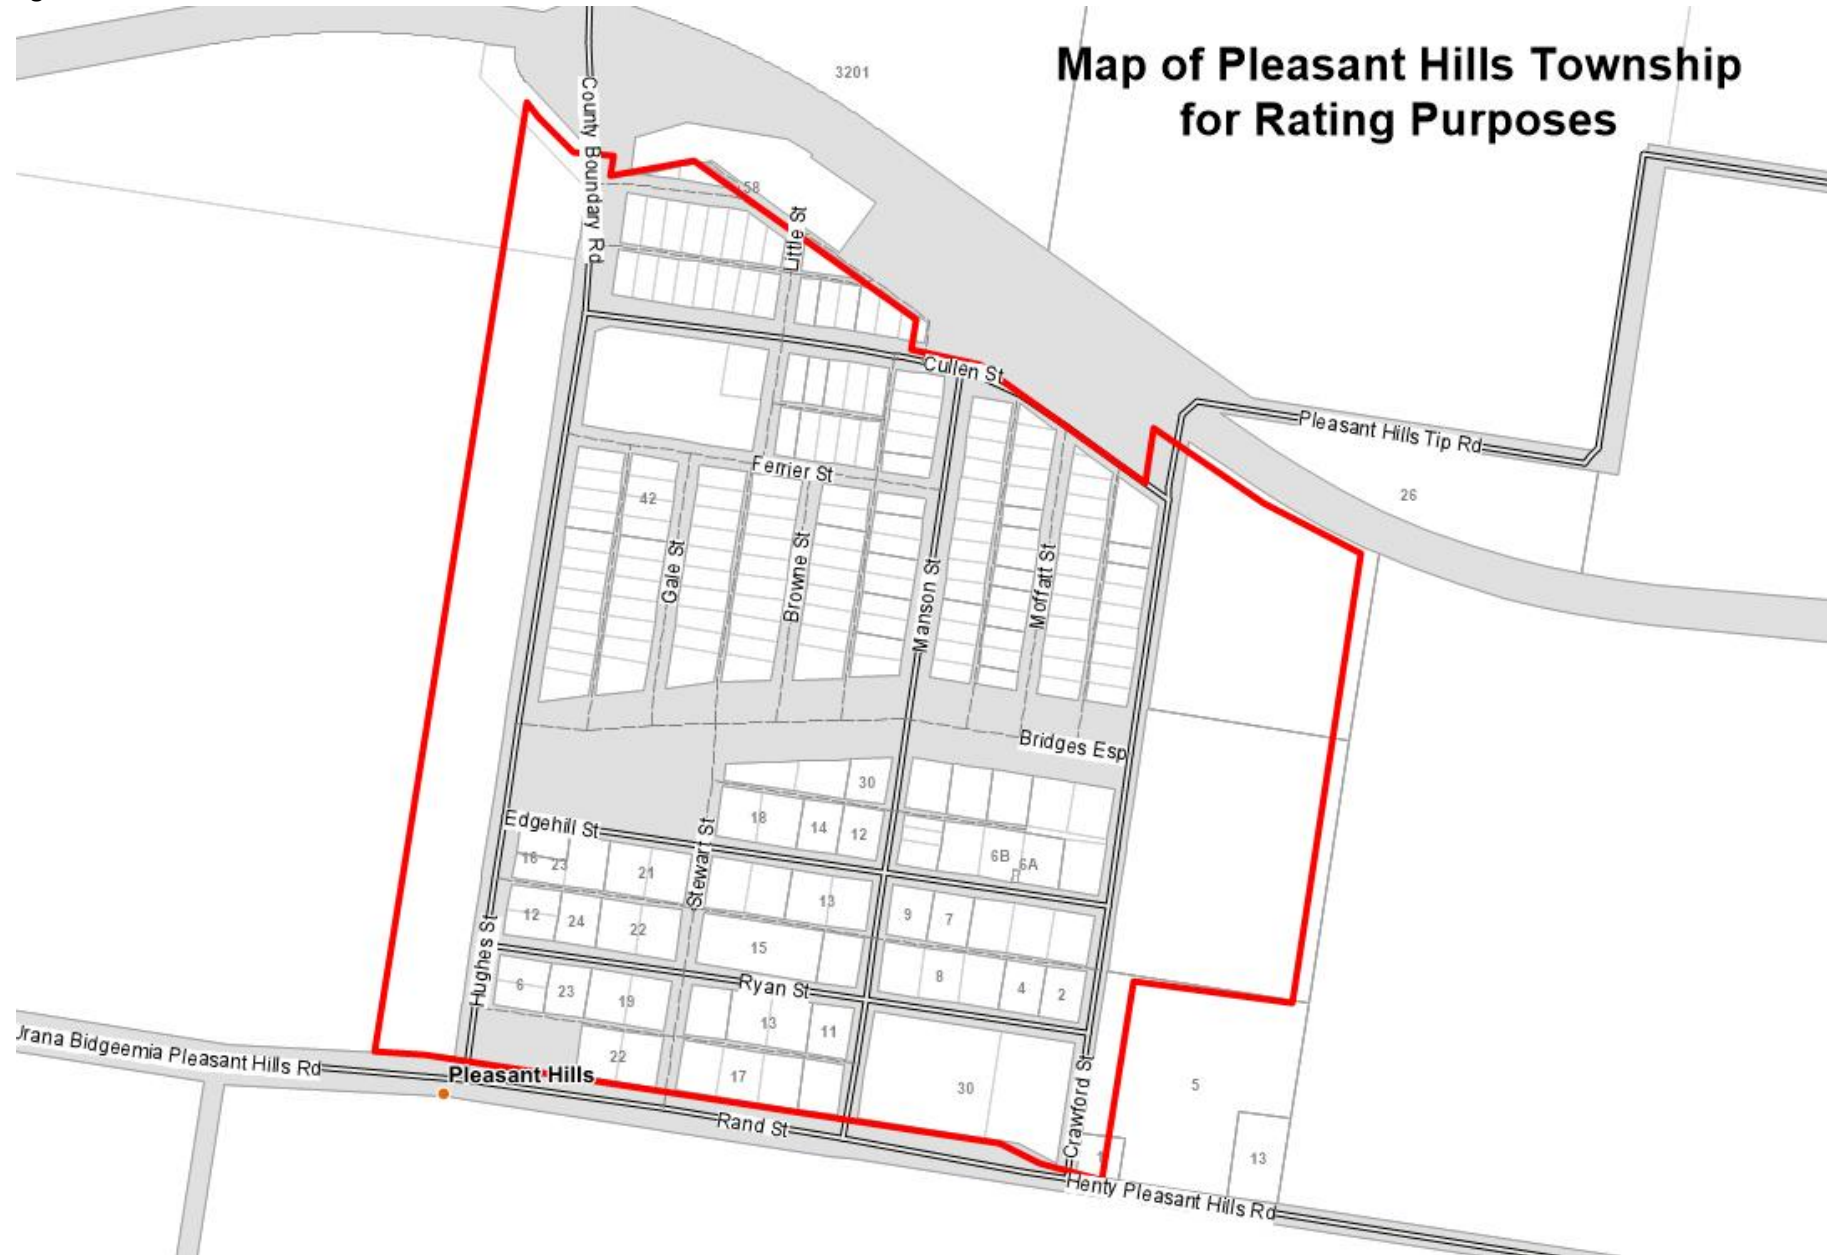 Map of Pleasant Hills Township
for Rating Purposes
3201
County Boundary Rd
58
Little St
Cullen St
Pleasant Hills Tip Rd
26
Ferrier St
42
Gale St
Browne St
Manson St
Moffatt St
Bridges Esp
30
18
14
12
Edgehill St
Stewart St
6B
6A
16
23
21
13
9
7
12
24
22
15
8
4
2
Hughes St
Ryan St
6
23
19
13
11
22
17
30
Crawford St
5
13
Urana Bidgeemia Pleasant Hills Rd
Pleasant Hills
Rand St
Henty Pleasant Hills Rd